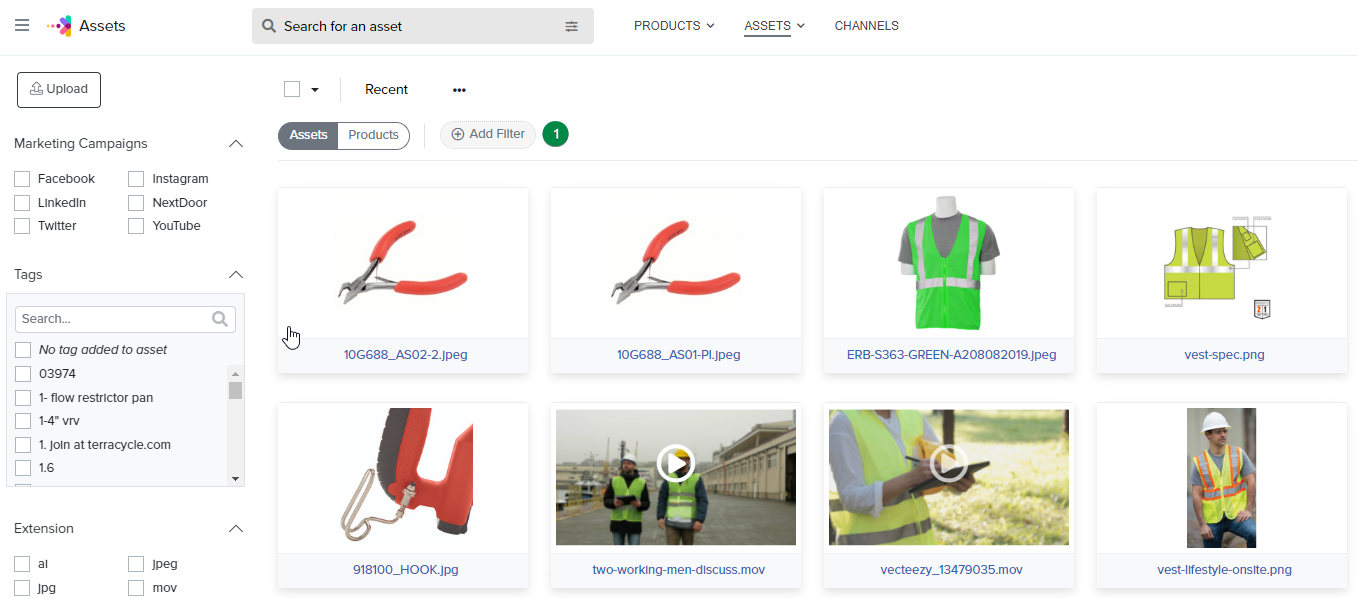 Assets
Search for an asset
PRODUCTS
ASSETS
CHANNELS
Upload
Recent
Assets
Products
Add Filter
1
Marketing Campaigns
Facebook
Instagram
LinkedIn
NextDoor
Twitter
YouTube
Tags
Search...
No tag added to asset
03974
1- flow restrictor pan
1-4" vrv
1. join at terracycle.com
1.6
Extension
ai
jpeg
jpg
mov
10G688_AS02-2.jpeg
10G688_AS01-PI.jpeg
ERB-S363-GREEN-A208082019.jpeg
vest-spec.png
918100_HOOK.jpg
two-working-men-discuss.mov
vecteezy_13479035.mov
vest-lifestyle-onsite.png